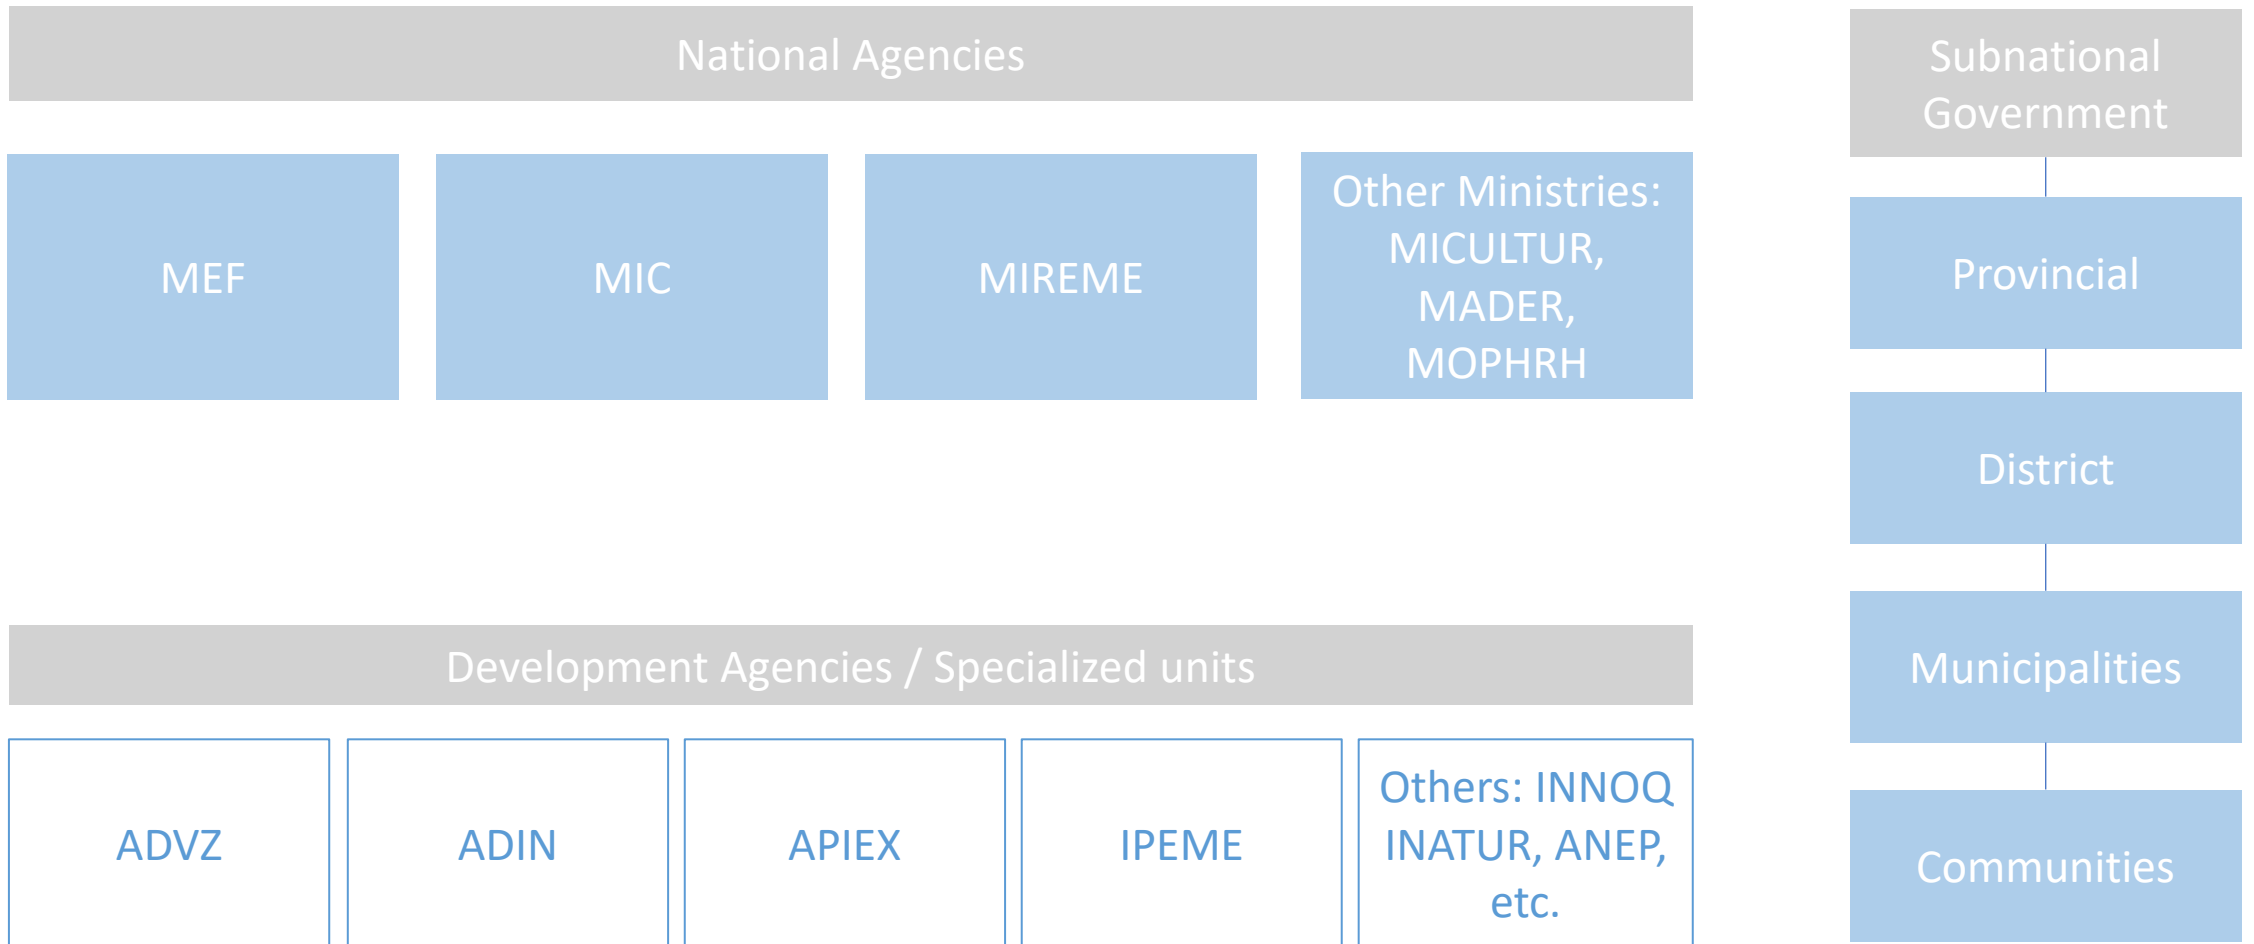 National Agencies
MEF
MIC
MIREME
Other Ministries:
MICULTUR,
MADER,
MOPHRH
Development Agencies / Specialized units
ADVZ
ADIN
APIEX
IPEME
Others: INNOQ
INATUR, ANEP,
etc.
Subnational
Government
Provincial
District
Municipalities
Communities